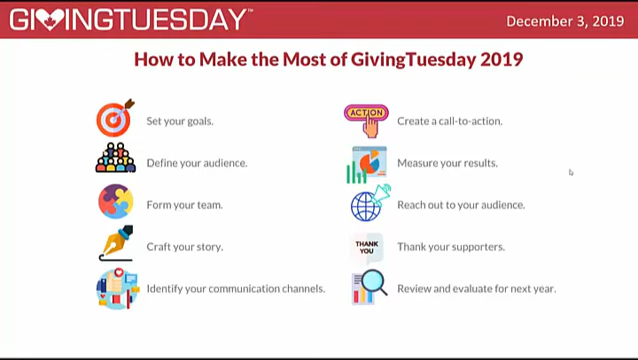 GIVINGTUESDAY™
December 3, 2019
How to Make the Most of GivingTuesday 2019
Set your goals.
Define your audience.
Form your team.
Craft your story.
Identify your communication channels.
ACTION
Create a call-to-action.
Measure your results.
Reach out to your audience.
THANK
YOU
Thank your supporters.
Review and evaluate for next year.